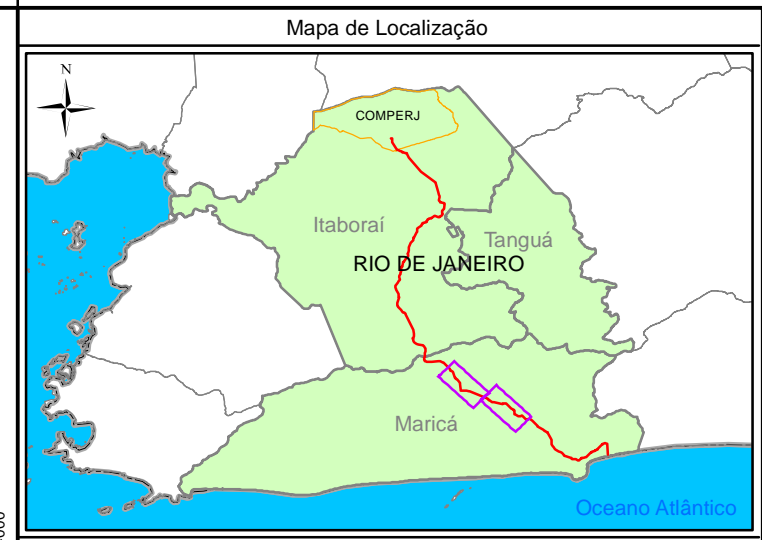 Mapa de Localização
N
COMPERJ
Itaboraí
Tanguá
RIO DE JANEIRO
Maricá
Oceano Atlântico